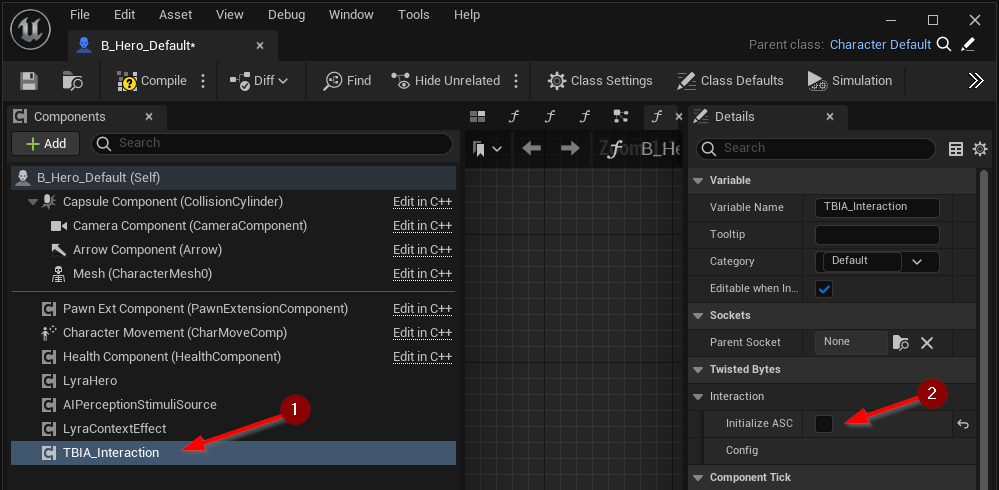 File Edit Asset View Debug Window Tools Help
B_Hero_Default*
Parent class: Character Default
Compile Diff Find Hide Unrelated Class Settings Class Defaults Simulation
Components
Details
Add Search
B_He
Search
B_Hero_Default (Self)
Variable
Capsule Component (CollisionCylinder) Edit in C++
Variable Name TBIA_Interaction
Camera Component (CameraComponent) Edit in C++
Tooltip
Arrow Component (Arrow) Edit in C++
Category Default
Mesh (CharacterMesh0) Edit in C++
Editable when In...
Pawn Ext Component (PawnExtensionComponent) Edit in C++
Sockets
Character Movement (CharMoveComp) Edit in C++
Parent Socket None
Health Component (HealthComponent) Edit in C++
Twisted Bytes
LyraHero
Interaction
AIPerceptionStimuliSource
1
2
LyraContextEffect
Initialize ASC
TBIA_Interaction
Config
Component Tick